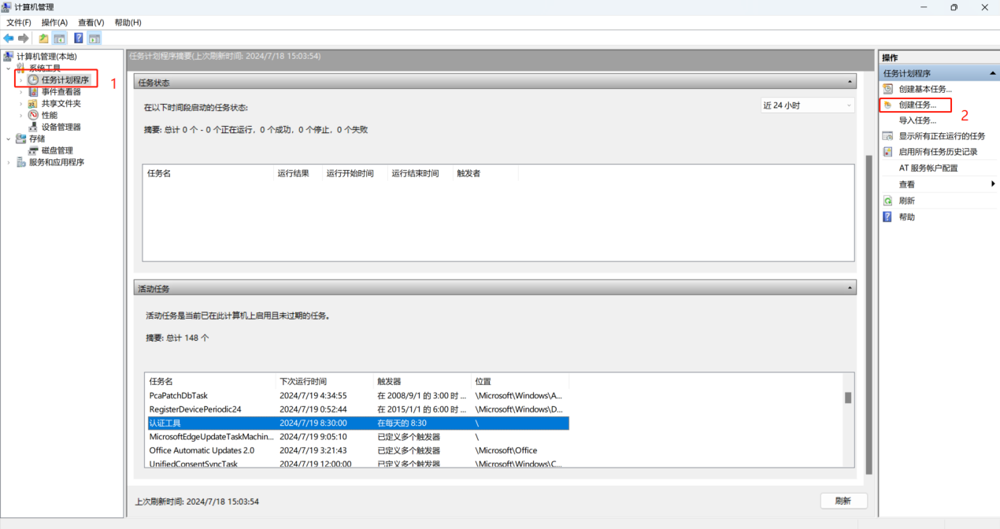 计算机管理
文件(F) 操作(A) 查看(V) 帮助(H)
计算机管理(本地)
系统工具
任务计划程序
1
事件查看器
共享文件夹
性能
设备管理器
存储
磁盘管理
服务和应用程序
任务计划程序摘要(上次刷新时间: 2024/7/18 15:03:54)
任务状态
在以下时间段启动的任务状态:
近 24 小时
摘要: 总计 0 个 - 0 个正在运行, 0 个成功, 0 个停止, 0 个失败
任务名 运行结果 运行开始时间 运行结束时间 触发者
活动任务
活动任务是当前已在此计算机上启用且未过期的任务。
摘要: 总计 148 个
任务名 下次运行时间 触发器 位置
PcaPatchDbTask 2024/7/19 4:34:55 在 2008/9/1 的 3:00 时 ... \Microsoft\Windows\A...
RegisterDevicePeriodic24 2024/7/19 0:52:44 在 2015/1/1 的 6:00 时 ... \Microsoft\Windows\D...
认证工具 2024/7/19 8:30:00 在每天的 8:30 \
MicrosoftEdgeUpdateTaskMachin... 2024/7/19 9:05:10 已定义多个触发器 \
Office Automatic Updates 2.0 2024/7/19 3:21:43 已定义多个触发器 \Microsoft\Office
UnifiedConsentSyncTask 2024/7/19 12:00:00 已定义多个触发器 \Microsoft\Windows\C...
上次刷新时间: 2024/7/18 15:03:54
刷新
操作
任务计划程序
创建基本任务...
创建任务...
2
导入任务...
显示所有正在运行的任务
启用所有任务历史记录
AT 服务帐户配置
查看
刷新
帮助